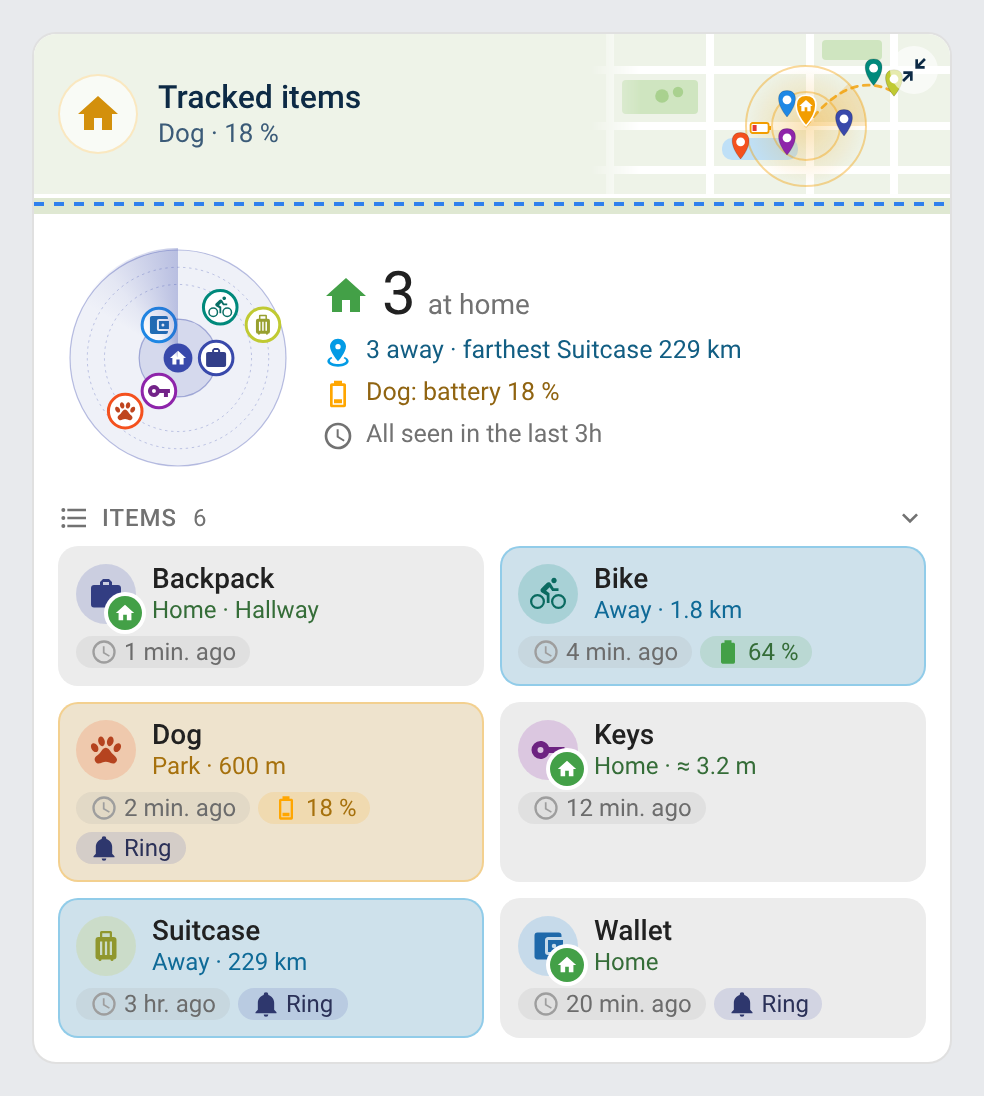 Tracked items
Dog · 18 %
3 at home
3 away · farthest Suitcase 229 km
Dog: battery 18 %
All seen in the last 3h
ITEMS 6
Backpack
Home · Hallway
1 min. ago
Bike
Away · 1.8 km
4 min. ago 64 %
Dog
Park · 600 m
2 min. ago 18 %
Ring
Keys
Home · ≈ 3.2 m
12 min. ago
Suitcase
Away · 229 km
3 hr. ago Ring
Wallet
Home
20 min. ago Ring